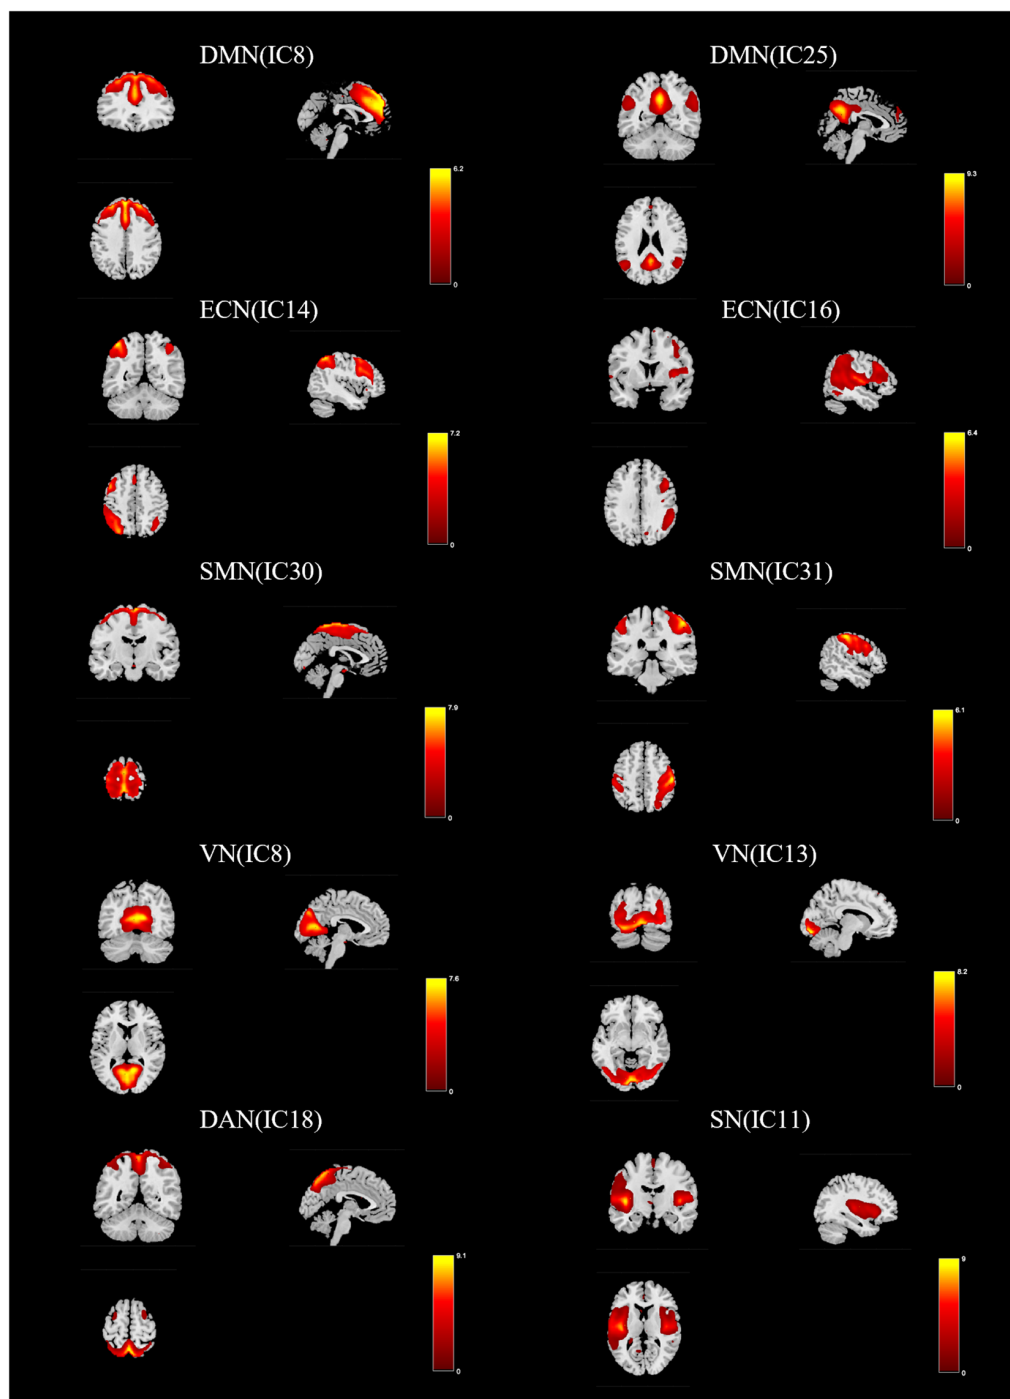 DMN(IC8)
DMN(IC25)
6.2
0
9.3
0
ECN(IC14)
ECN(IC16)
7.2
0
6.4
0
SMN(IC30)
SMN(IC31)
7.9
0
6.1
0
VN(IC8)
VN(IC13)
7.6
0
8.2
0
DAN(IC18)
SN(IC11)
9.1
0
9
0